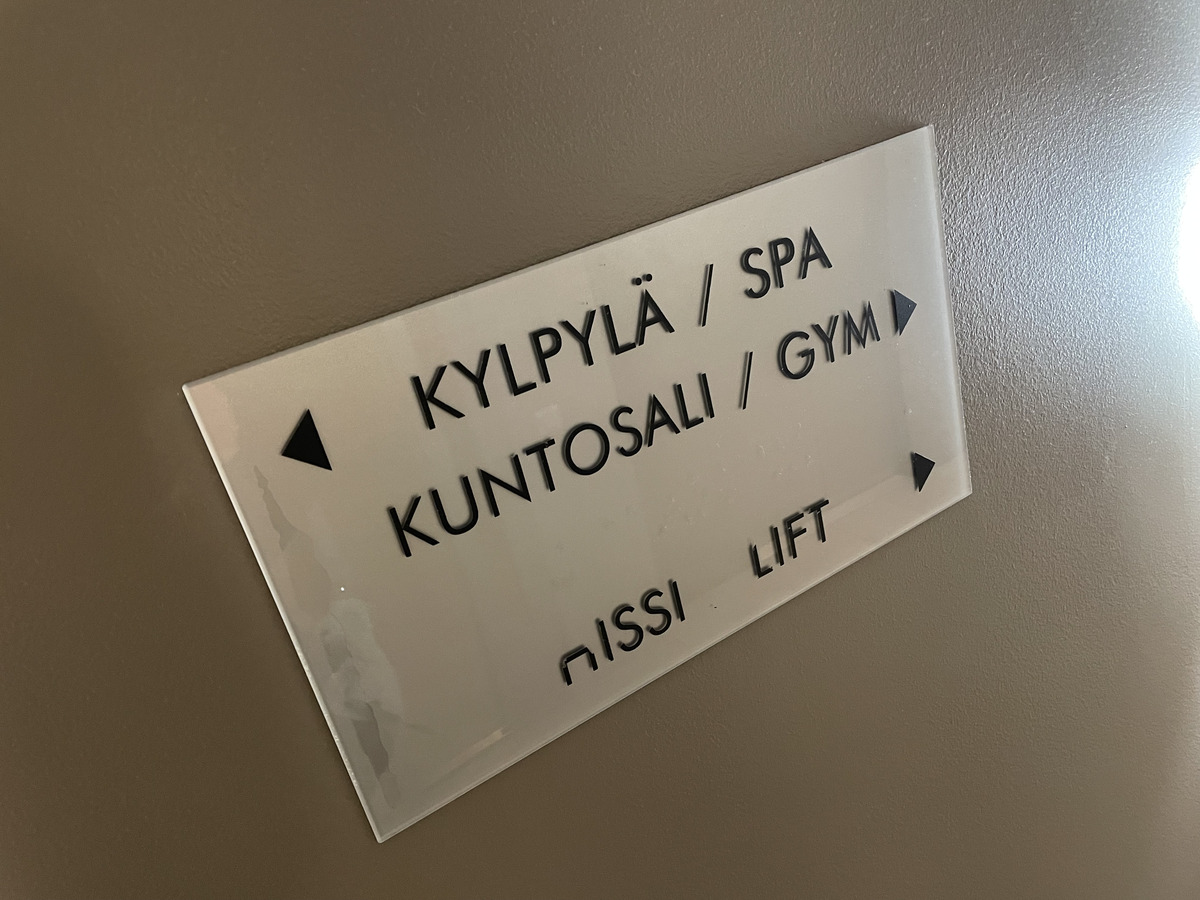 KYLPYLÄ / SPA
KUNTOSALI / GYM
HISSI LIFT